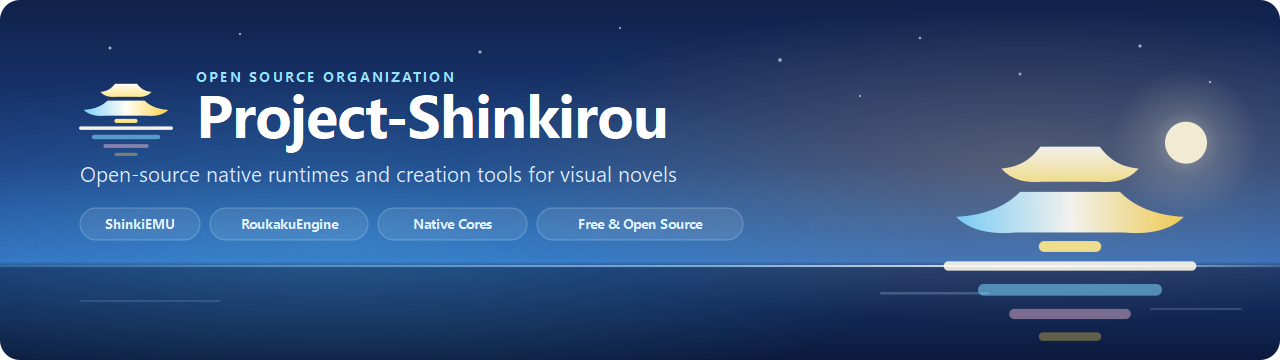 OPEN SOURCE ORGANIZATION
Project-Shinkirou
Open-source native runtimes and creation tools for visual novels
ShinkiEMU
RoukakuEngine
Native Cores
Free & Open Source